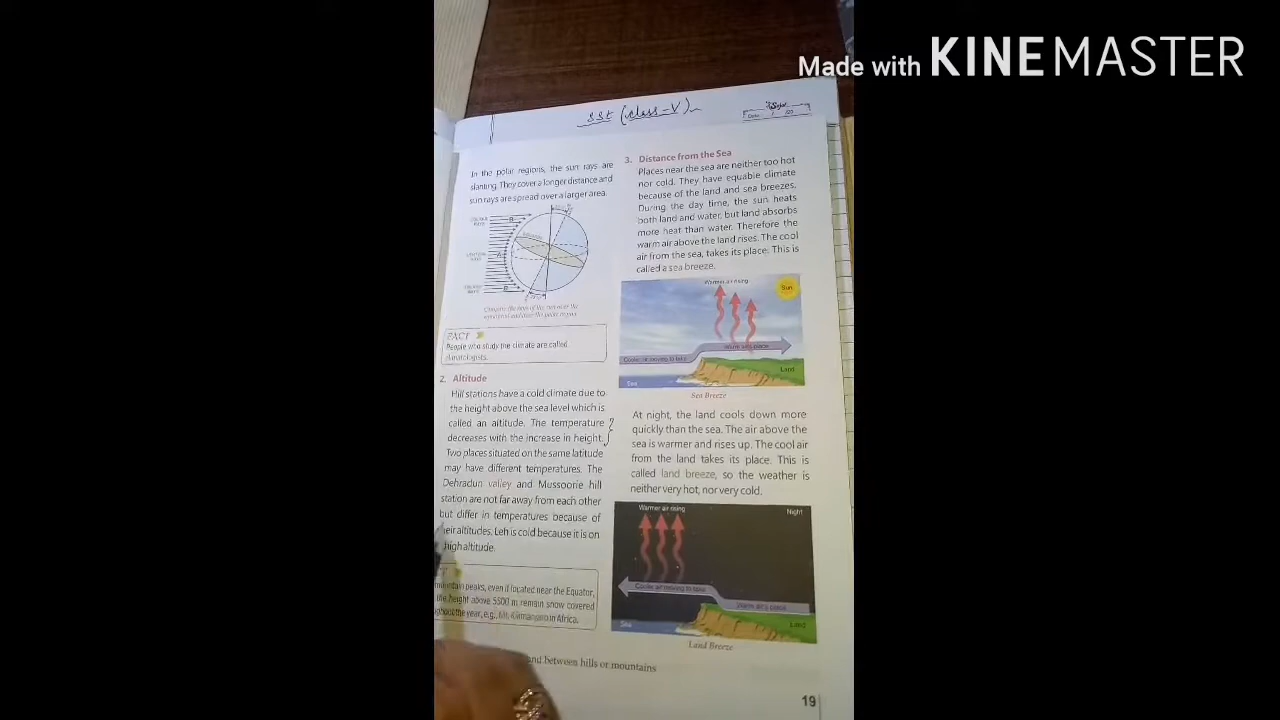 Made with KINEMASTER
SSt (class-V)
Date
In the polar regions, the sun rays are
slanting. They cover a longer distance and
sun rays are spread over a larger area.
B
A
FACT
People who study the climate are called
climatologists.
2. Altitude
Hill stations have a cold climate due to
the height above the sea level which is
called an altitude. The temperature
decreases with the increase in height.
Two places situated on the same latitude
may have different temperatures. The
Dehradun valley and Mussoorie hill
station are not far away from each other
but differ in temperatures because of
their altitudes. Leh is cold because it is on
high altitude.
mountain peaks, even if located near the Equator,
the height above 5500 m remain snow covered
the year, e.g., Mt. Kilimanjaro in Africa.
and between hills or mountains
3. Distance from the Sea
Places near the sea are neither too hot
nor cold. They have equable climate
because of the land and sea breezes.
During the day time, the sun heats
both land and water, but land absorbs
more heat than water. Therefore the
warm air above the land rises. The cool
air from the sea, takes its place. This is
called a sea breeze.
Warmer air rising
Sun
Warm air's place
Cooler air moving to take
Land
Sea
Sea Breeze
At night, the land cools down more
quickly than the sea. The air above the
sea is warmer and rises up. The cool air
from the land takes its place. This is
called land breeze, so the weather is
neither very hot, nor very cold.
Warmer air rising
Night
Cooler air moving to take
Warm air's place
Land
Sea
Land Breeze
19